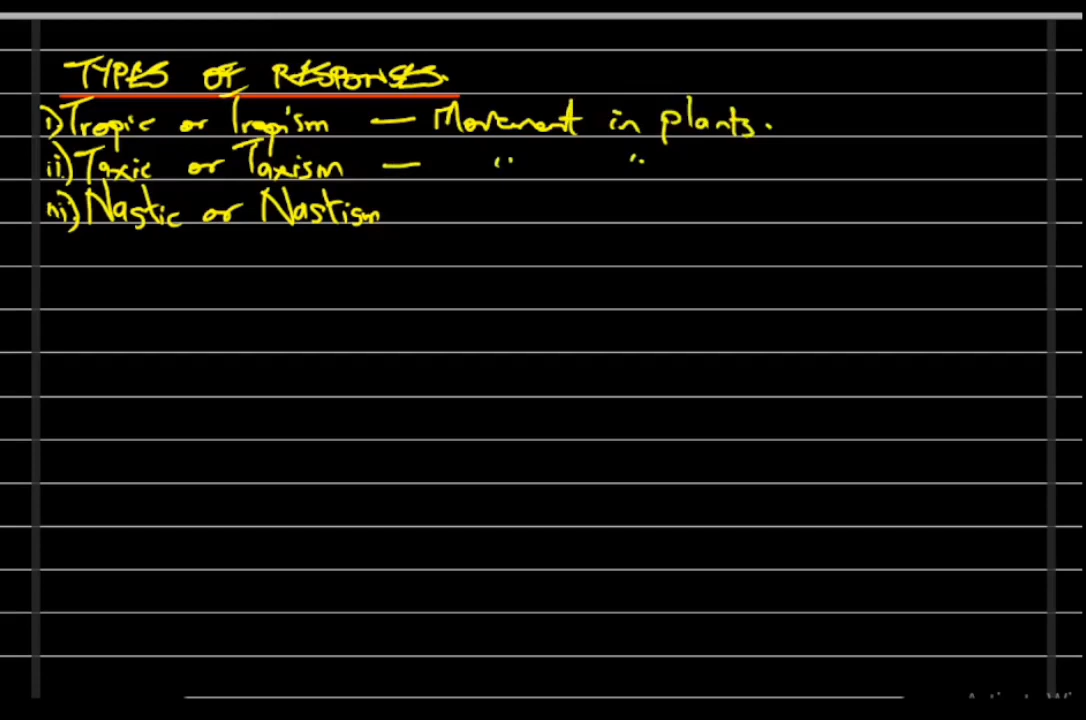 TYPES OF RESPONSES.
i) Tropic or Tropism — Movement in plants.
ii.) Taxic or Taxism — " "
iii) Nastic or Nastism